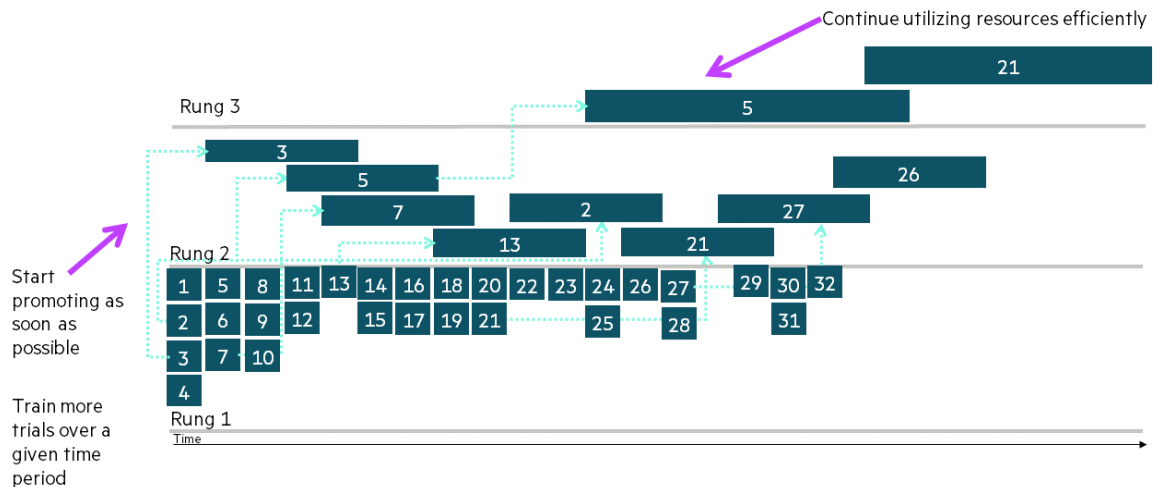 Continue utilizing resources efficiently
21
Rung 3
5
3
5
26
7
2
27
13
21
Rung 2
Start
promoting as
soon as
possible
1 5 8 11 13 14 16 18 20 22 23 24 26 27 29 30 32
2 6 9 12 15 17 19 21 25 28 31
3 7 10
4
Train more
trials over a
given time
period
Rung 1
Time